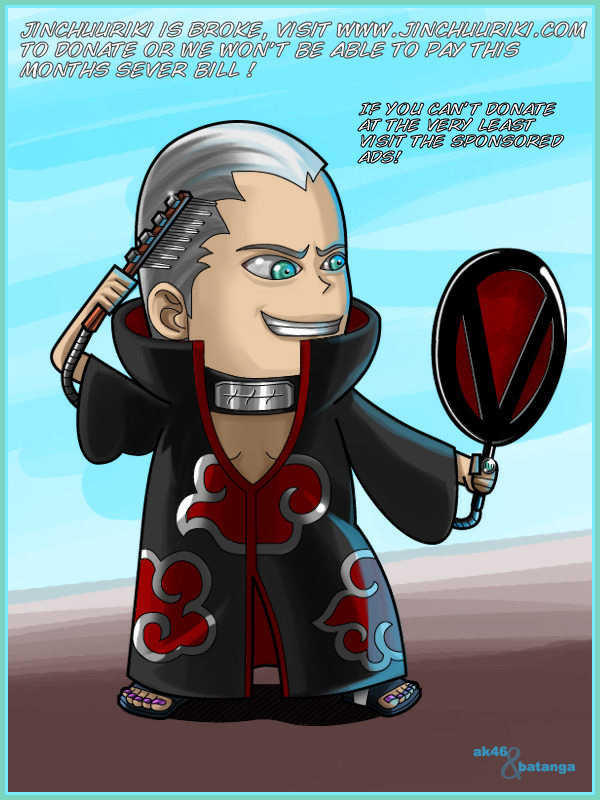 JINCHUURIKI IS BROKE, VISIT WWW.JINCHUURIKI.COM
TO DONATE OR WE WON'T BE ABLE TO PAY THIS
MONTHS SEVER BILL !
IF YOU CAN'T DONATE
AT THE VERY LEAST
VISIT THE SPONSORED
ADS!
ak46
&batanga